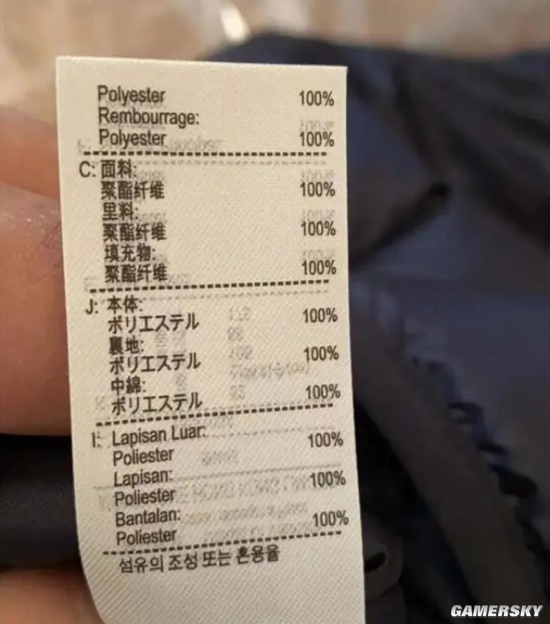 Polyester 100%
Rembourrage:
Polyester 100%
C: 面料:
聚酯纤维 100%
里料:
聚酯纤维 100%
填充物:
聚酯纤维 100%
J: 本体:
ポリエステル 100%
裏地:
ポリエステル 100%
中綿:
ポリエステル 100%
I: Lapisan Luar:
Poliester 100%
Lapisan:
Poliester 100%
Bantalan:
Poliester 100%
섬유의 조성 또는 혼용율
GAMERSKY